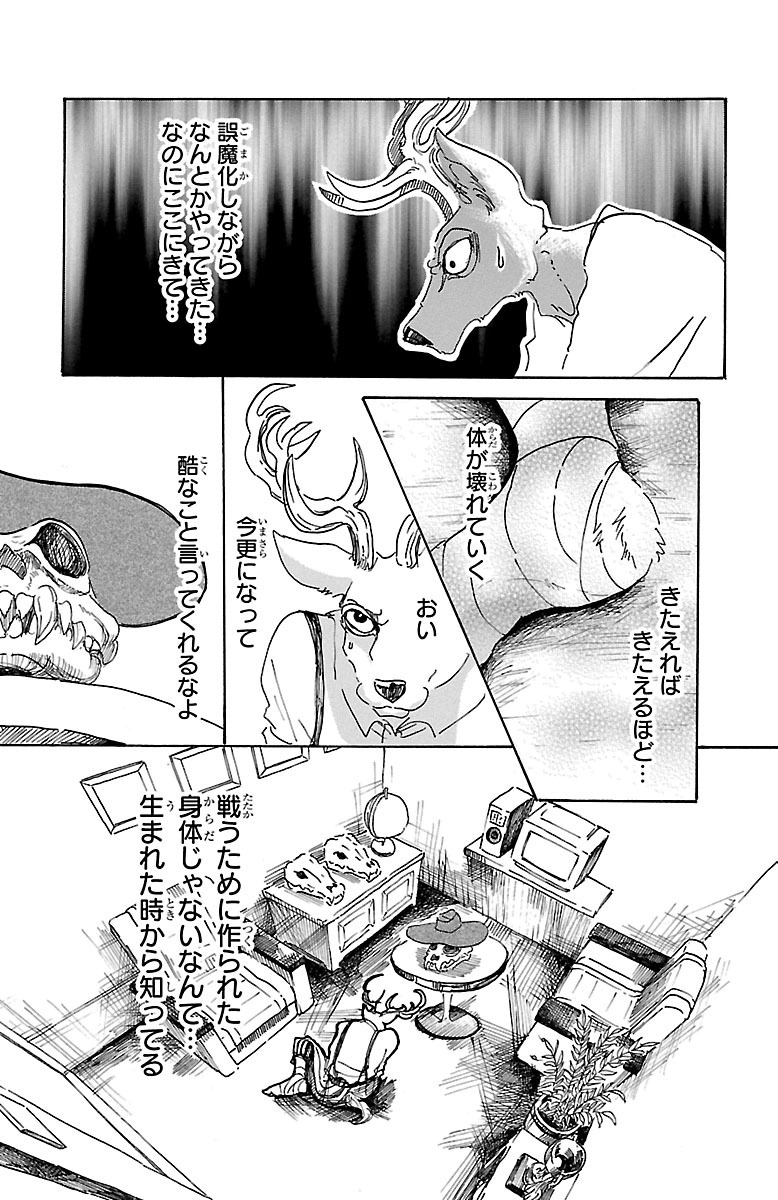 誤魔化しながら
なんとかやってきた…
なのにここにきて…
きたえれば
きたえるほど…
体が壊れていく
おい
今更になって
酷なこと言ってくれるなよ
戦うために作られた
身体じゃないなんて…
生まれた時から知ってる